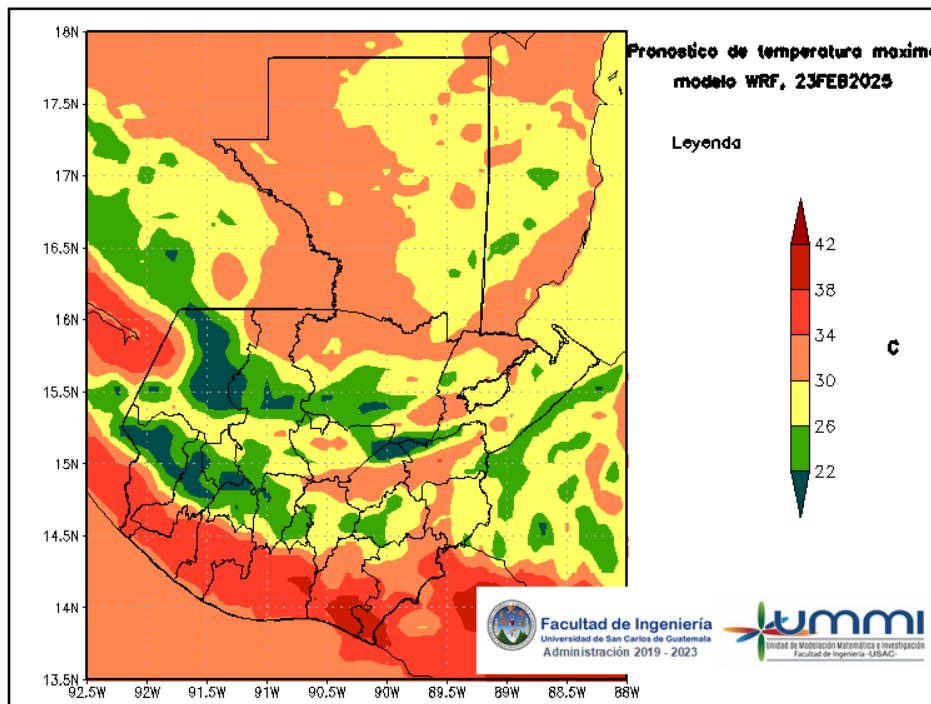 Pronostico de temperatura maxima
modelo WRF, 23FEB2025
Leyenda
42
38
34
30
26
22
C
18N
17.5N
17N
16.5N
16N
15.5N
15N
14.5N
14N
13.5N
92.5W 92W 91.5W 91W 90.5W 90W 89.5W 89W 88.5W 88W
Facultad de Ingeniería
Universidad de San Carlos de Guatemala
Administración 2019 - 2023
ummi
Unidad de Modelación Matemática e Investigación
Facultad de Ingeniería -USAC-